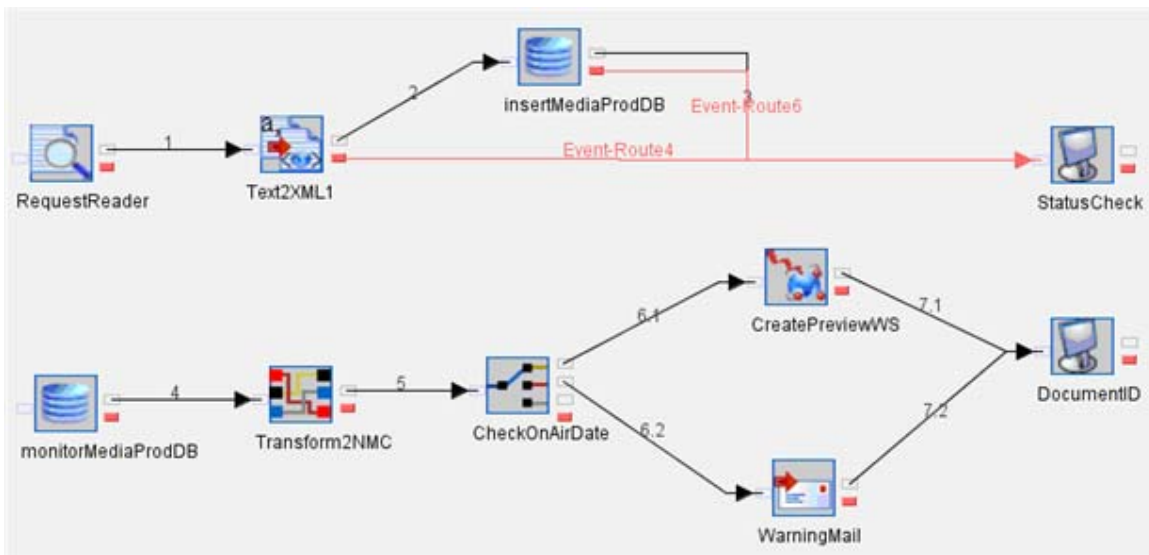 2
insertMediaProdDB
3
Event-Route6
1
a,
Event-Route4
RequestReader
Text2XML1
StatusCheck
6.1
7.1
CreatePreviewWS
4
5
DocumentID
monitorMediaProdDB
Transform2NMC
CheckOnAirDate
6.2
7.2
WarningMail